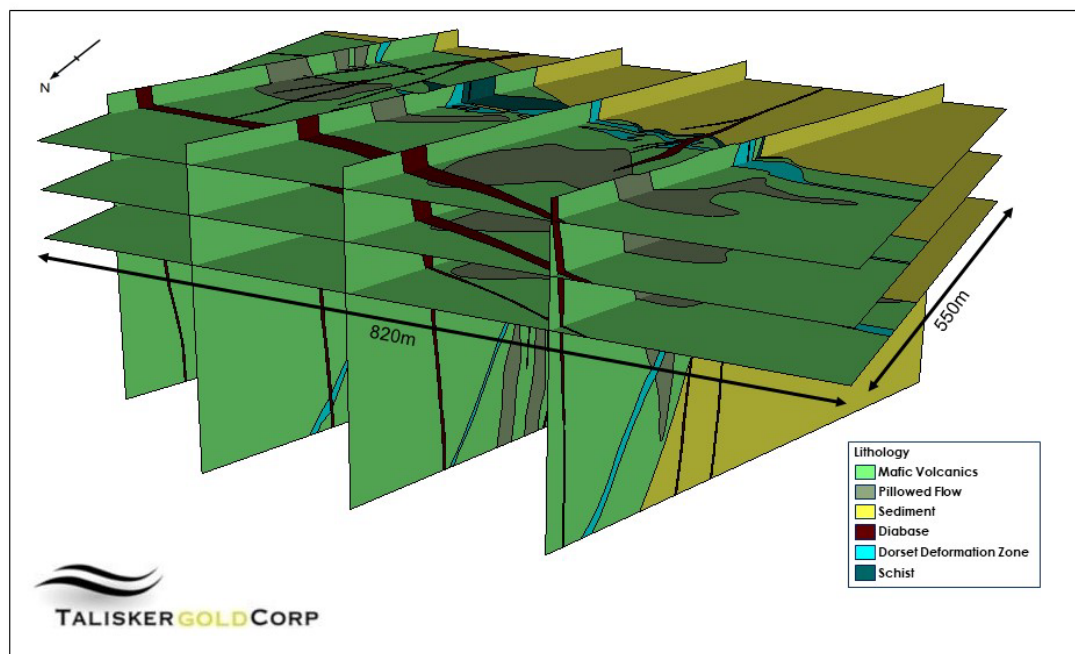 N
820m
550m
Lithology
Mafic Volcanics
Pillowed Flow
Sediment
Diabase
Dorset Deformation Zone
Schist
TALISKERGOLDCORP